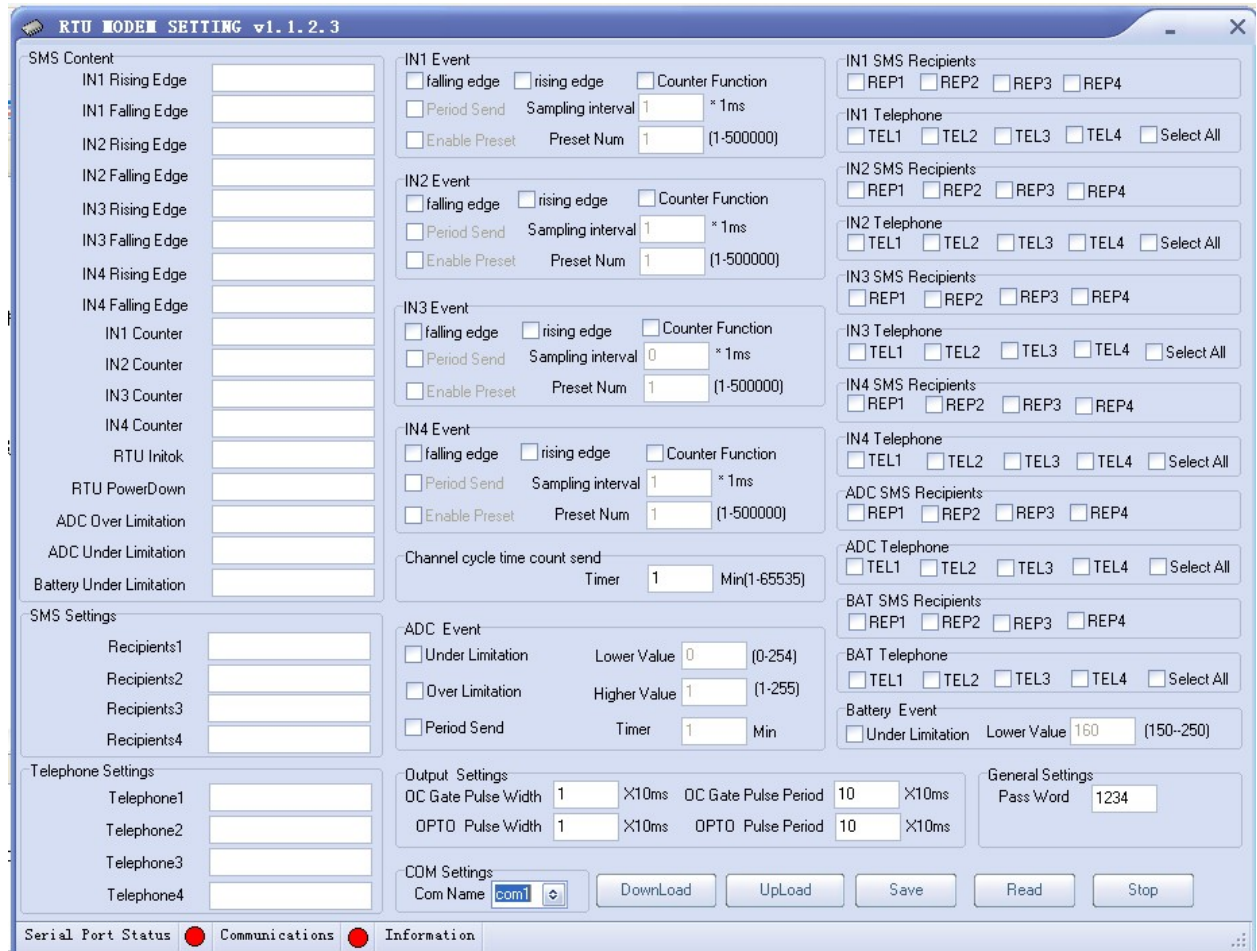 RTU MODEM SETTING v1.1.2.3
SMS Content
IN1 Rising Edge
IN1 Falling Edge
IN2 Rising Edge
IN2 Falling Edge
IN3 Rising Edge
IN3 Falling Edge
IN4 Rising Edge
IN4 Falling Edge
IN1 Counter
IN2 Counter
IN3 Counter
IN4 Counter
RTU Initok
RTU PowerDown
ADC Over Limitation
ADC Under Limitation
Battery Under Limitation
SMS Settings
Recipients1
Recipients2
Recipients3
Recipients4
Telephone Settings
Telephone1
Telephone2
Telephone3
Telephone4
IN1 Event
falling edge rising edge Counter Function
Period Send Sampling interval 1 * 1ms
Enable Preset Preset Num 1 (1-500000)
IN2 Event
falling edge rising edge Counter Function
Period Send Sampling interval 1 * 1ms
Enable Preset Preset Num 1 (1-500000)
IN3 Event
falling edge rising edge Counter Function
Period Send Sampling interval 0 * 1ms
Enable Preset Preset Num 1 (1-500000)
IN4 Event
falling edge rising edge Counter Function
Period Send Sampling interval 1 * 1ms
Enable Preset Preset Num 1 (1-500000)
Channel cycle time count send
Timer 1 Min(1-65535)
ADC Event
Under Limitation Lower Value 0 (0-254)
Over Limitation Higher Value 1 (1-255)
Period Send Timer 1 Min
IN1 SMS Recipients
REP1 REP2 REP3 REP4
IN1 Telephone
TEL1 TEL2 TEL3 TEL4 Select All
IN2 SMS Recipients
REP1 REP2 REP3 REP4
IN2 Telephone
TEL1 TEL2 TEL3 TEL4 Select All
IN3 SMS Recipients
REP1 REP2 REP3 REP4
IN3 Telephone
TEL1 TEL2 TEL3 TEL4 Select All
IN4 SMS Recipients
REP1 REP2 REP3 REP4
IN4 Telephone
TEL1 TEL2 TEL3 TEL4 Select All
ADC SMS Recipients
REP1 REP2 REP3 REP4
ADC Telephone
TEL1 TEL2 TEL3 TEL4 Select All
BAT SMS Recipients
REP1 REP2 REP3 REP4
BAT Telephone
TEL1 TEL2 TEL3 TEL4 Select All
Battery Event
Under Limitation Lower Value 160 (150--250)
Output Settings
OC Gate Pulse Width 1 X10ms OC Gate Pulse Period 10 X10ms
OPTO Pulse Width 1 X10ms OPTO Pulse Period 10 X10ms
General Settings
Pass Word 1234
COM Settings
Com Name com1
DownLoad UpLoad Save Read Stop
Serial Port Status Communications Information